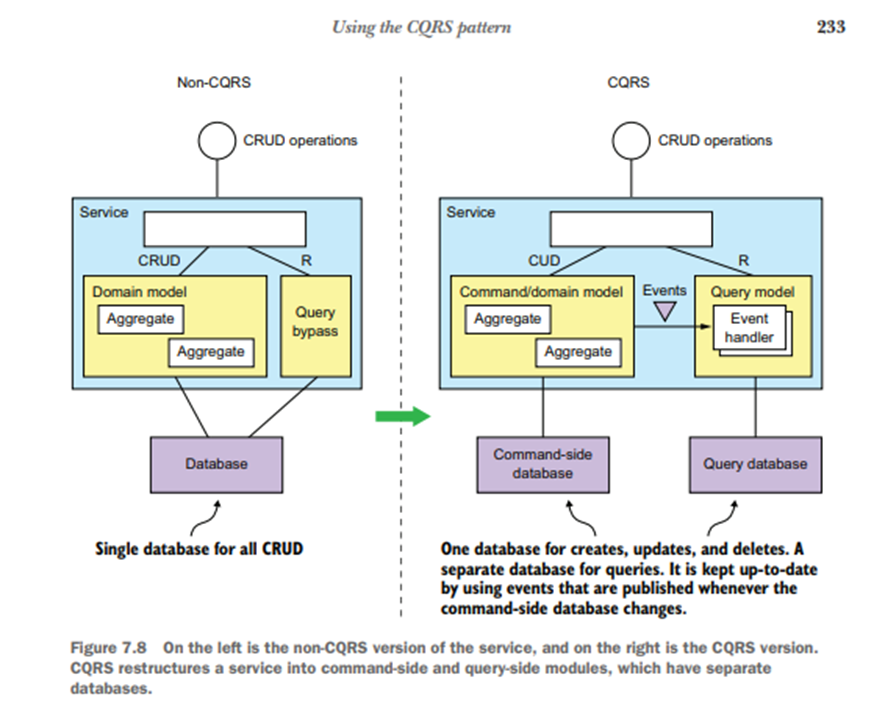 Using the CQRS pattern
233
Non-CQRS
CRUD operations
Service
CRUD
R
Domain model
Aggregate
Aggregate
Query
bypass
Database
Single database for all CRUD
CQRS
CRUD operations
Service
CUD
R
Command/domain model
Aggregate
Aggregate
Events
Query model
Event
handler
Command-side
database
Query database
One database for creates, updates, and deletes. A
separate database for queries. It is kept up-to-date
by using events that are published whenever the
command-side database changes.
Figure 7.8 On the left is the non-CQRS version of the service, and on the right is the CQRS version.
CQRS restructures a service into command-side and query-side modules, which have separate
databases.